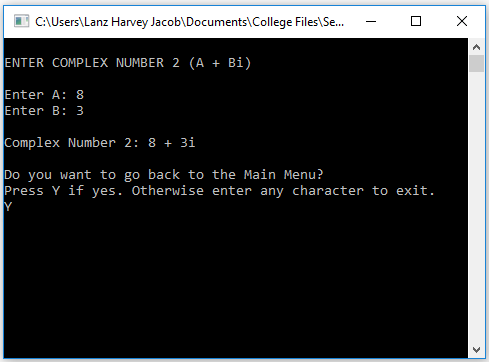 C:\Users\Lanz Harvey Jacob\Documents\College Files\Se...
ENTER COMPLEX NUMBER 2 (A + Bi)
Enter A: 8
Enter B: 3
Complex Number 2: 8 + 3i
Do you want to go back to the Main Menu?
Press Y if yes. Otherwise enter any character to exit.
Y